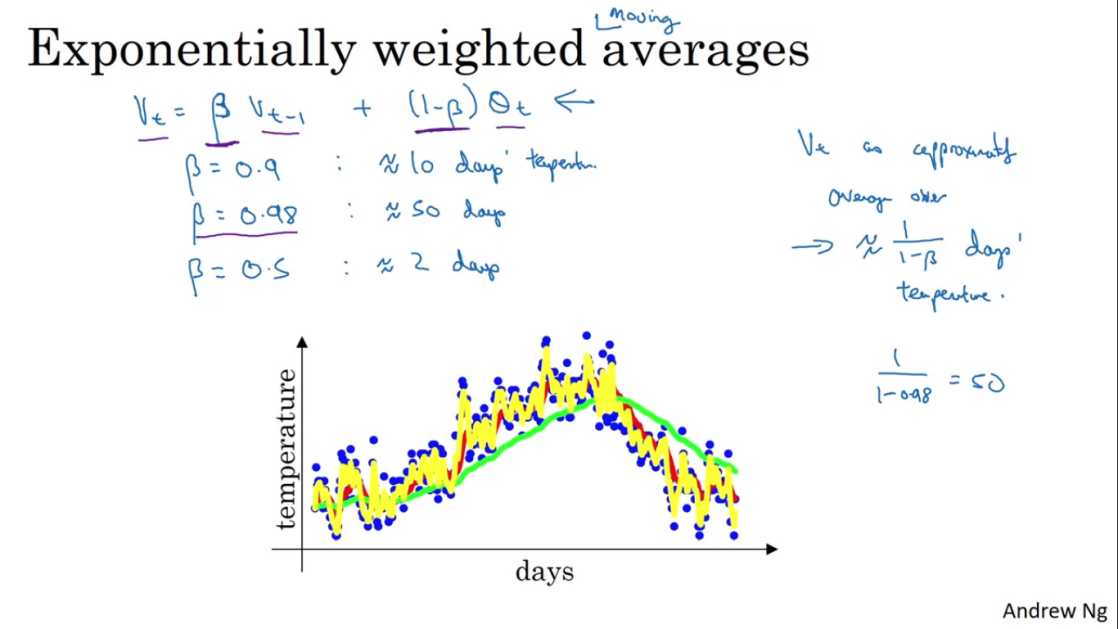 moving
Exponentially weighted averages
Vt = β Vt-1 + (1-β) θt ←
β = 0.9 : ≈ 10 days' temperature.
β = 0.98 : ≈ 50 days
β = 0.5 : ≈ 2 days
Vt as approximately
average over
→ ≈ 1/(1-β) days'
temperature.
1/(1-0.98) = 50
temperature
days
Andrew Ng